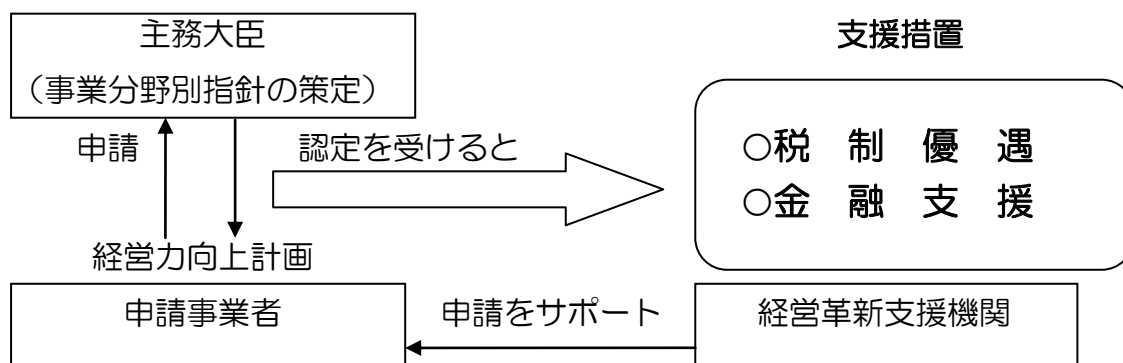 主務大臣
（事業分野別指針の策定）
支援措置
申請
認定を受けると
○税制優遇
○金融支援
経営力向上計画
申請事業者
申請をサポート
経営革新支援機関